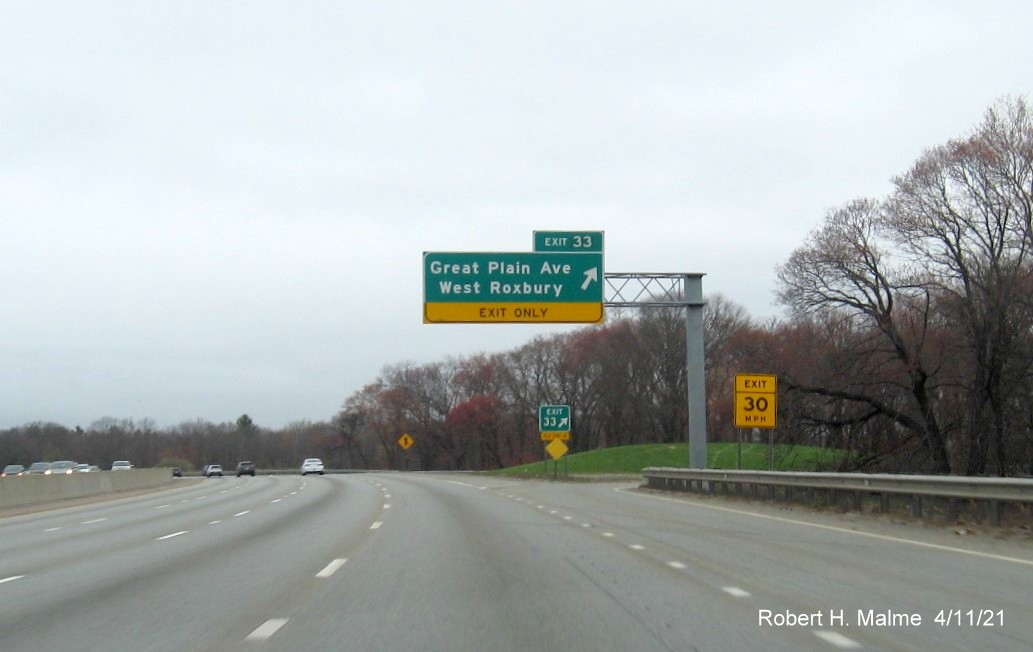 EXIT 33
Great Plain Ave
West Roxbury
EXIT ONLY
EXIT
30
MPH
EXIT
33
Robert H. Malme 4/11/21